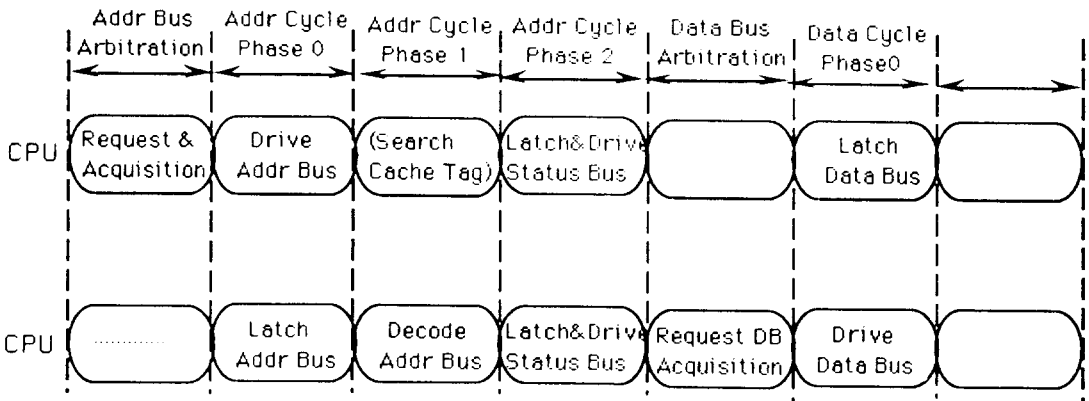 Addr Bus
Arbitration
Addr Cycle
Phase 0
Addr Cycle
Phase 1
Addr Cycle
Phase 2
Data Bus
Arbitration
Data Cycle
Phase0
CPU
Request &
Acquisition
Drive
Addr Bus
(Search
Cache Tag)
Latch&Drive
Status Bus
Latch
Data Bus
CPU
.............
Latch
Addr Bus
Decode
Addr Bus
Latch&Drive
Status Bus
Request DB
Acquisition
Drive
Data Bus